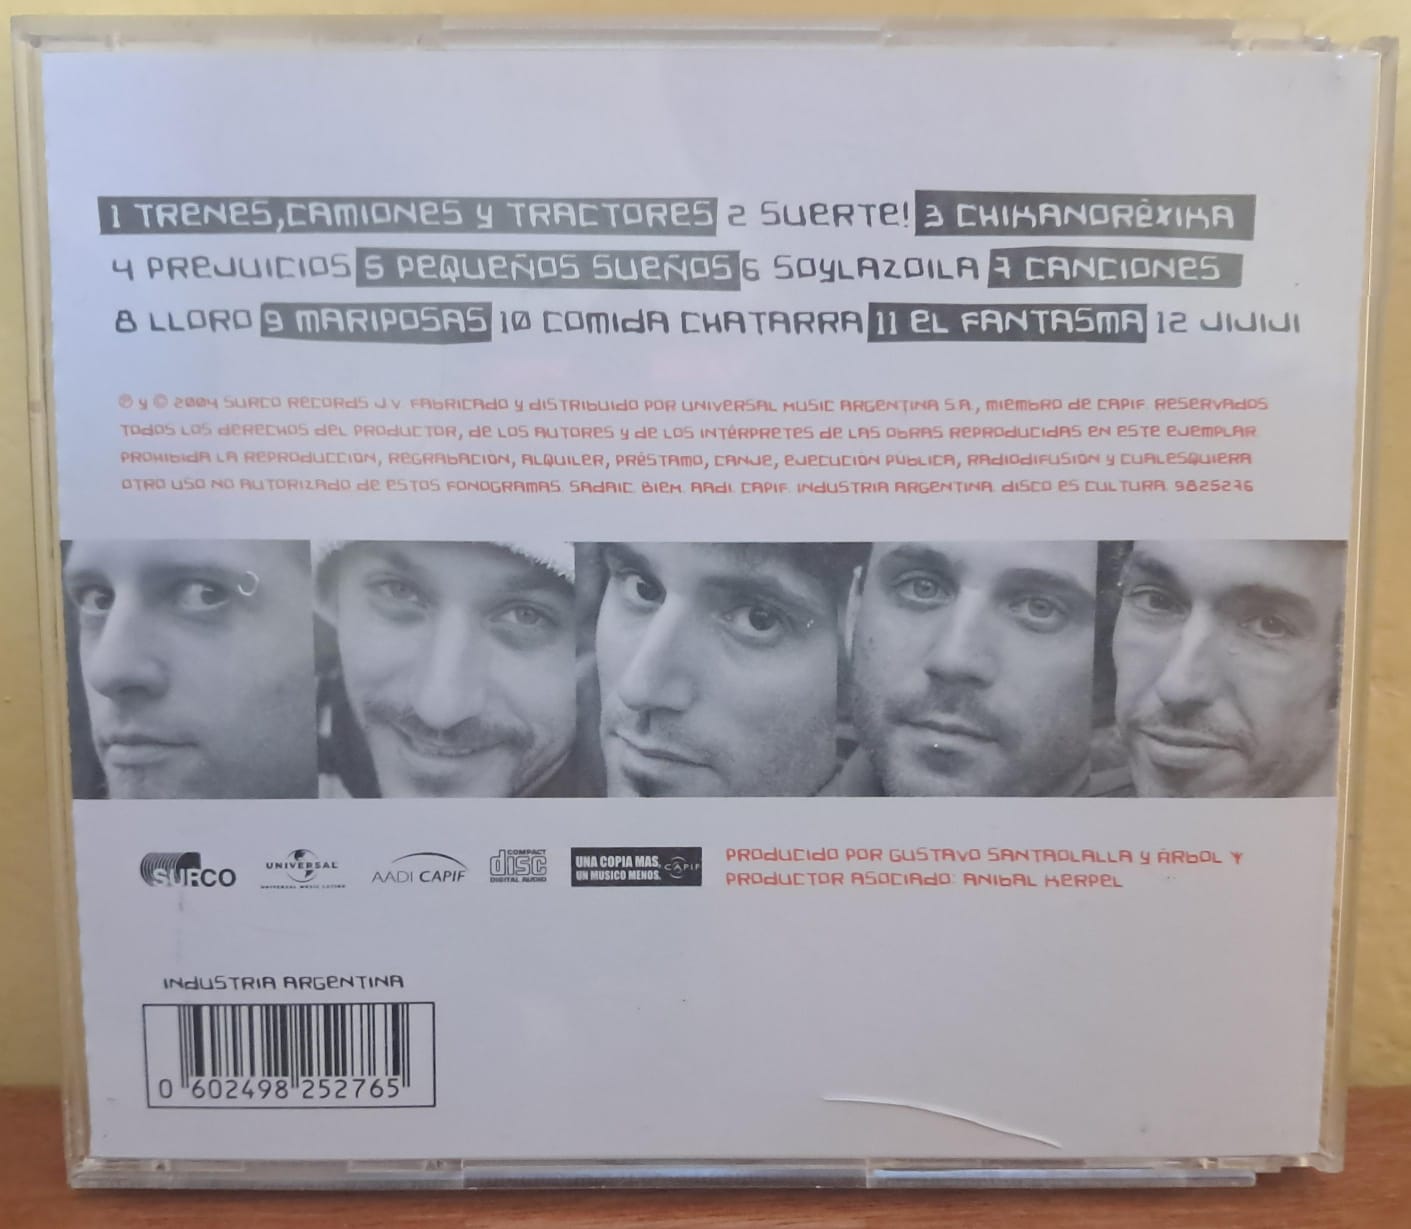 1 TRENES,CAMIONES Y TRACTORES 2 SUERTE! 3 CHIKANORÉXIKA
4 PREJUICIOS 5 PEQUEÑOS SUEÑOS 6 SOYLAZOILA 7 CANCIONES
8 LLORO 9 MARIPOSAS 10 COMIDA CHATARRA 11 EL FANTASMA 12 JIJIJI
℗ Y © 2004 SURCO RECORDS J.V. FABRICADO Y DISTRIBUIDO POR UNIVERSAL MUSIC ARGENTINA S.A., MIEMBRO DE CAPIF. RESERVADOS
TODOS LOS DERECHOS DEL PRODUCTOR, DE LOS AUTORES Y DE LOS INTÉRPRETES DE LAS OBRAS REPRODUCIDAS EN ESTE EJEMPLAR.
PROHIBIDA LA REPRODUCCIÓN, REGRABACIÓN, ALQUILER, PRÉSTAMO, CANJE, EJECUCIÓN PÚBLICA, RADIODIFUSIÓN Y CUALESQUIERA
OTRO USO NO AUTORIZADO DE ESTOS FONOGRAMAS. SADAIC. BIEM. AADI. CAPIF. INDUSTRIA ARGENTINA. DISCO ES CULTURA. 9825276
SURCO
UNIVERSAL
UNIVERSAL MUSIC LATINO
AADI CAPIF
COMPACT
disc
DIGITAL AUDIO
UNA COPIA MAS,
UN MUSICO MENOS.
CAPIF
PRODUCIDO POR GUSTAVO SANTAOLALLA Y ÁRBOL Y
PRODUCTOR ASOCIADO: ANIBAL KERPEL
INDUSTRIA ARGENTINA
0 602498 252765